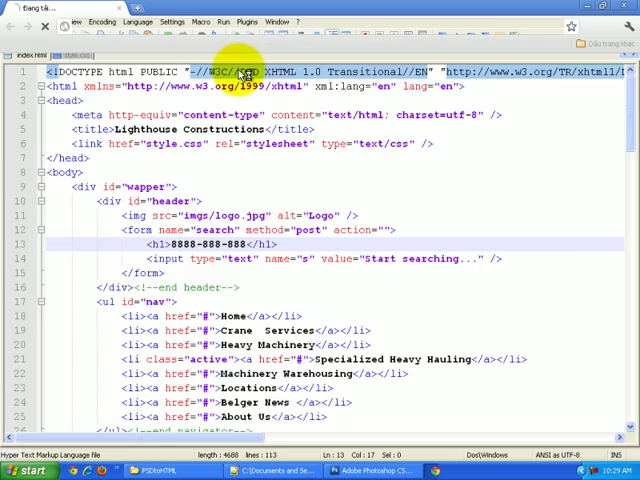 Đang tải...
View Encoding Language Settings Macro Run Plugins Window ?
Dấu trang khác
index.html style.css
1 <!DOCTYPE html PUBLIC "-//W3C//DTD XHTML 1.0 Transitional//EN" "http://www.w3.org/TR/xhtml1/D
2 <html xmlns="http://www.w3.org/1999/xhtml" xml:lang="en" lang="en">
3 <head>
4 <meta http-equiv="content-type" content="text/html; charset=utf-8" />
5 <title>Lighthouse Constructions</title>
6 <link href="style.css" rel="stylesheet" type="text/css" />
7 </head>
8 <body>
9 <div id="wapper">
10 <div id="header">
11 <img src="imgs/logo.jpg" alt="Logo" />
12 <form name="search" method="post" action="">
13 <h1>8888-888-888</h1>
14 <input type="text" name="s" value="Start searching..." />
15 </form>
16 </div><!--end header-->
17 <ul id="nav">
18 <li><a href="#">Home</a></li>
19 <li><a href="#">Crane Services</a></li>
20 <li><a href="#">Heavy Machinery</a></li>
21 <li class="active"><a href="#">Specialized Heavy Hauling</a></li>
22 <li><a href="#">Machinery Warehousing</a></li>
23 <li><a href="#">Locations</a></li>
24 <li><a href="#">Belger News </a></li>
25 <li><a href="#">About Us</a></li>
26 </ul><!--end navigator-->
Hyper Text Markup Language file length : 4688 lines : 113 Ln : 13 Col : 17 Sel : 0 Dos\Windows ANSI as UTF-8 INS
start PSDtoHTML C:\Documents and Se... Adobe Photoshop CS... 10:29 AM